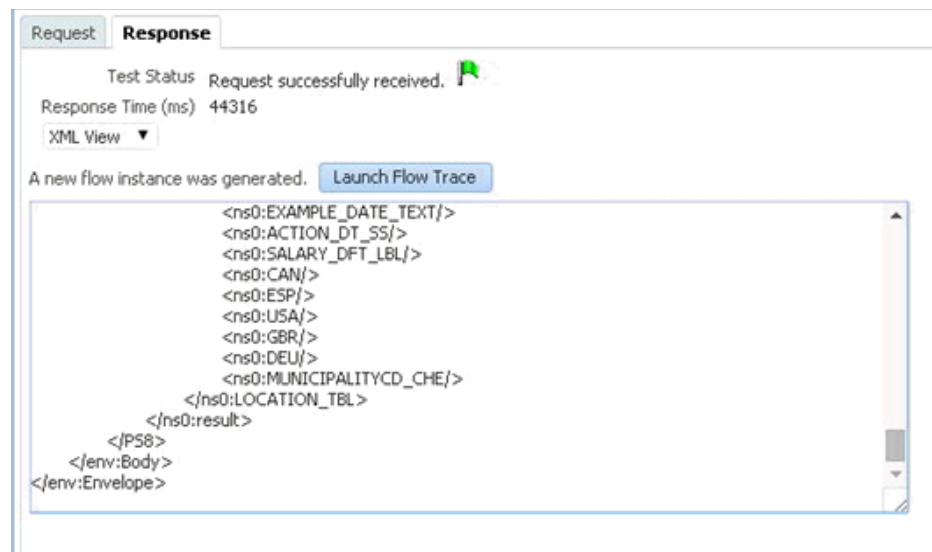 Request Response
Test Status Request successfully received.
Response Time (ms) 44316
XML View
A new flow instance was generated. Launch Flow Trace
<ns0:EXAMPLE_DATE_TEXT/>
<ns0:ACTION_DT_SS/>
<ns0:SALARY_DFT_LBL/>
<ns0:CAN/>
<ns0:ESP/>
<ns0:USA/>
<ns0:GBR/>
<ns0:DEU/>
<ns0:MUNICIPALITYCD_CHE/>
</ns0:LOCATION_TBL>
</ns0:result>
</PS8>
</env:Body>
</env:Envelope>